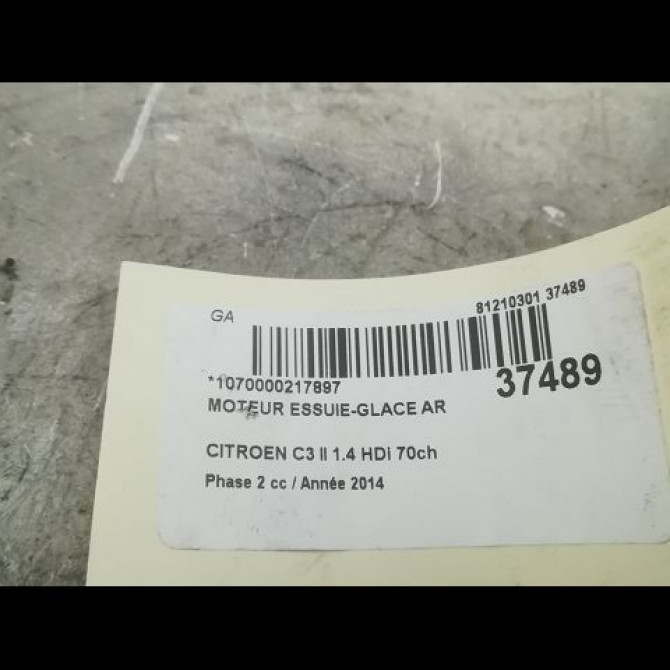 GA
81210301 37489
*1070000217897
37489
MOTEUR ESSUIE-GLACE AR
CITROEN C3 II 1.4 HDi 70ch
Phase 2 cc / Année 2014